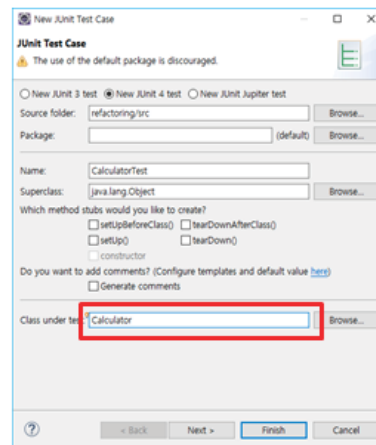 New JUnit Test Case
JUnit Test Case
The use of the default package is discouraged.
New JUnit 3 test New JUnit 4 test New JUnit Jupiter test
Source folder: refactoring/src Browse...
Package: (default) Browse...
Name: CalculatorTest
Superclass: java.lang.Object Browse...
Which method stubs would you like to create?
setUpBeforeClass() tearDownAfterClass()
setUp() tearDown()
constructor
Do you want to add comments? (Configure templates and default value here)
Generate comments
Class under test: Calculator Browse...
? < Back Next > Finish Cancel